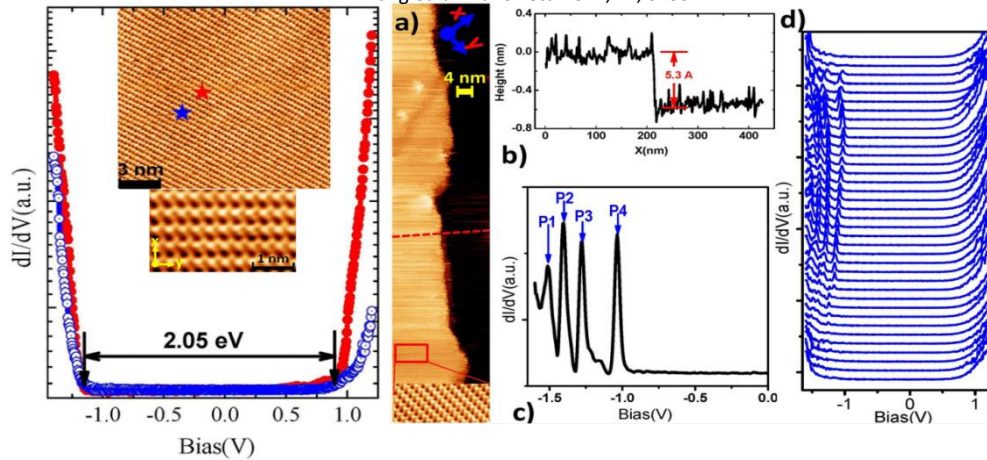 dI/dV(a.u.)
3 nm
x
y
1 nm
2.05 eV
-1.0
-0.5
0.0
0.5
1.0
Bias(V)
a)
X
Y
4 nm
Height (nm)
0.0
-0.4
-0.8
5.3 A
0
100
200
300
400
X(nm)
b)
dI/dV(a.u.)
P1
P2
P3
P4
-1.5
-1.0
-0.5
0.0
Bias(V)
c)
d)
dI/dV(a.u.)
-1
0
1
Bias(V)